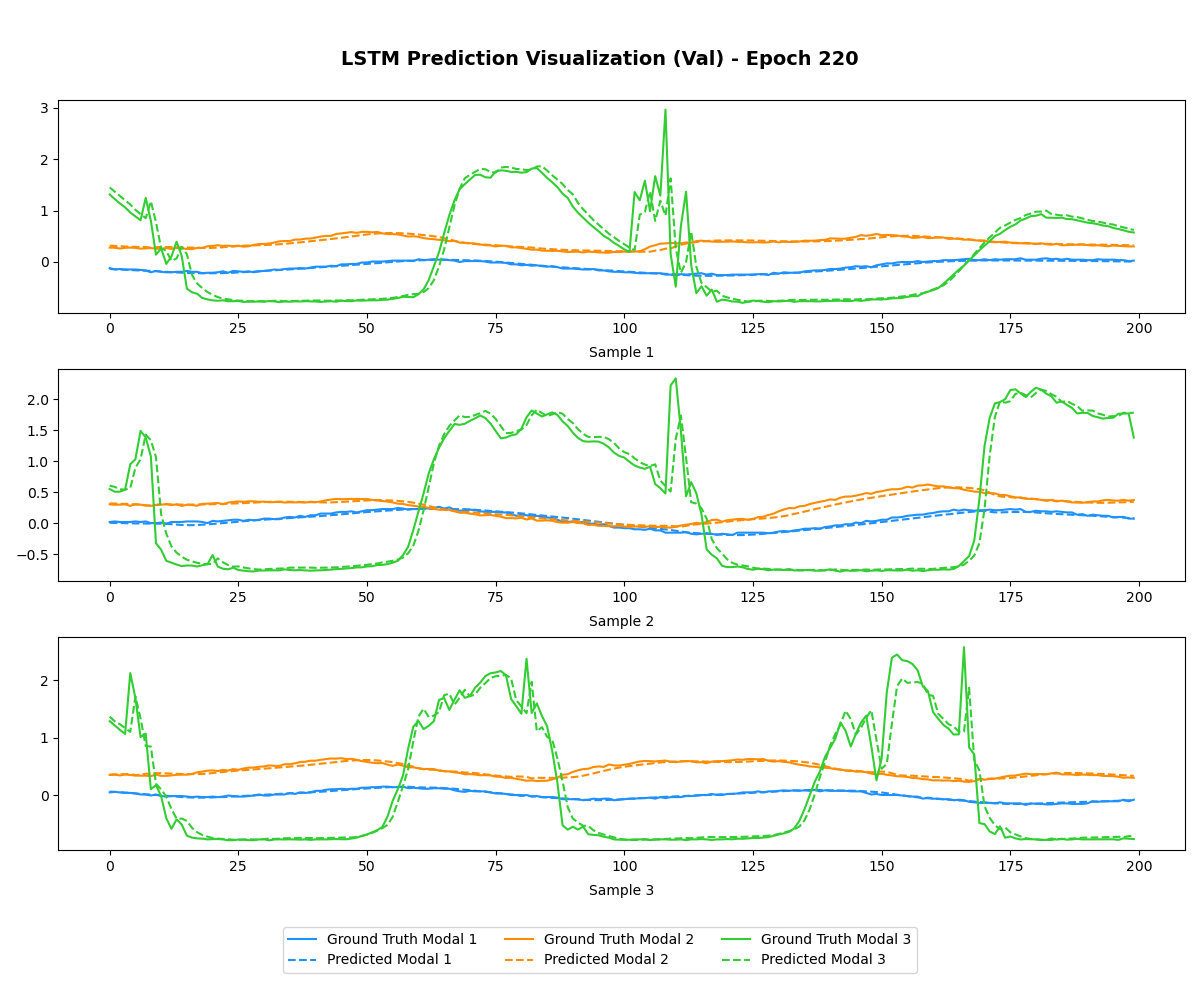 LSTM Prediction Visualization (Val) - Epoch 220
3
2
1
0
0 25 50 75 100 125 150 175 200
Sample 1
2.0
1.5
1.0
0.5
0.0
−0.5
0 25 50 75 100 125 150 175 200
Sample 2
2
1
0
0 25 50 75 100 125 150 175 200
Sample 3
Ground Truth Modal 1 Ground Truth Modal 2 Ground Truth Modal 3
Predicted Modal 1 Predicted Modal 2 Predicted Modal 3